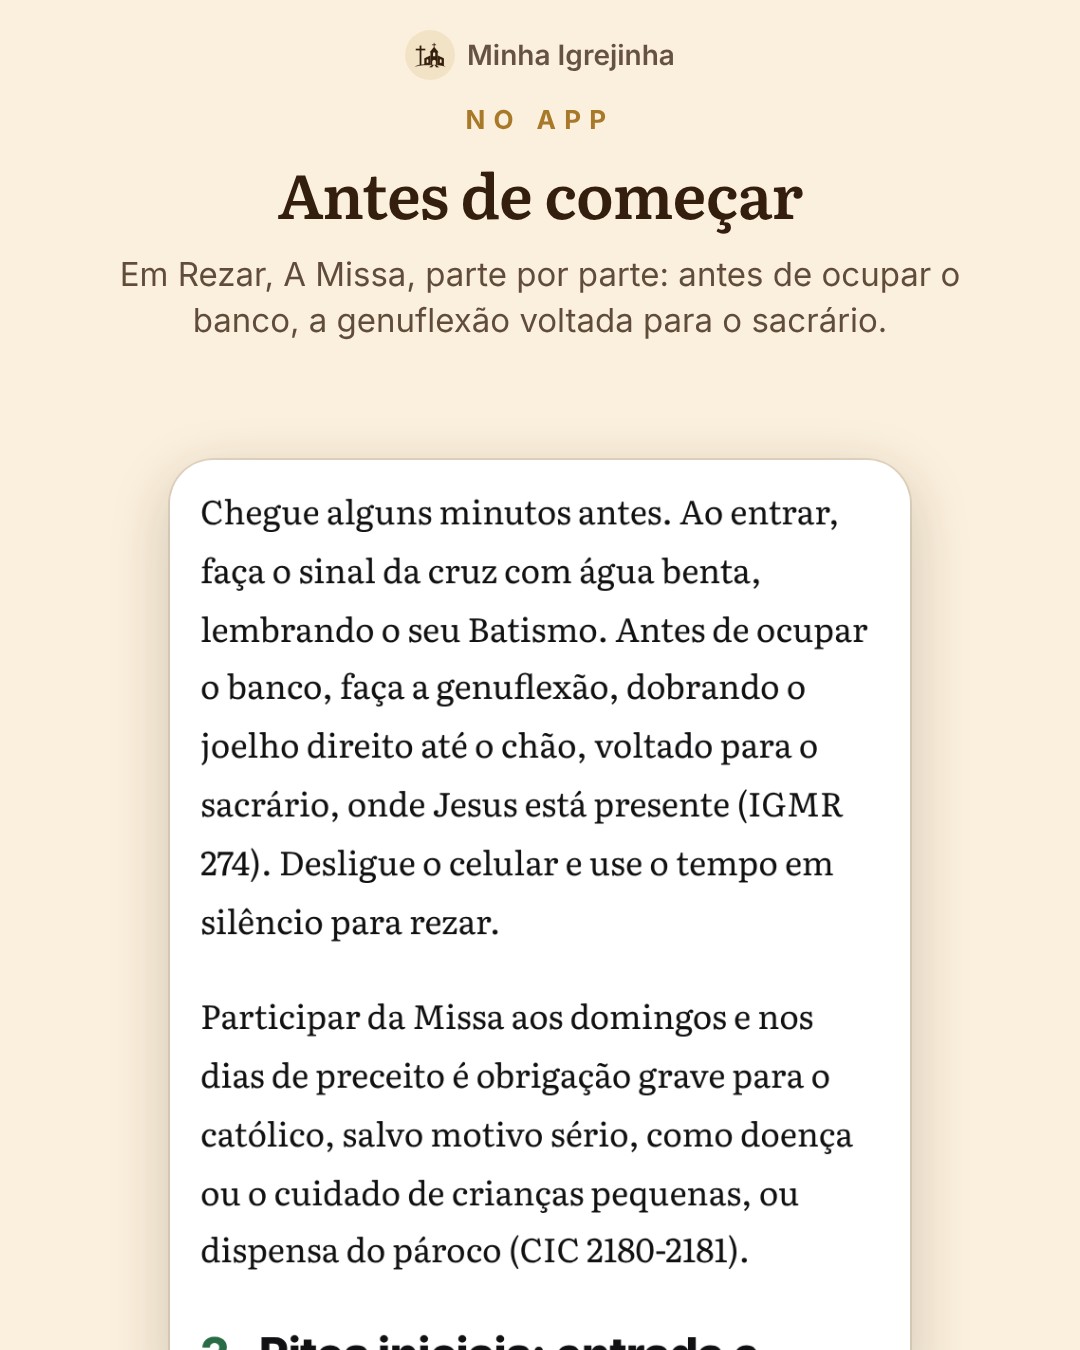 Minha Igrejinha
NO APP
Antes de começar
Em Rezar, A Missa, parte por parte: antes de ocupar o
banco, a genuflexão voltada para o sacrário.
Chegue alguns minutos antes. Ao entrar,
faça o sinal da cruz com água benta,
lembrando o seu Batismo. Antes de ocupar
o banco, faça a genuflexão, dobrando o
joelho direito até o chão, voltado para o
sacrário, onde Jesus está presente (IGMR
274). Desligue o celular e use o tempo em
silêncio para rezar.
Participar da Missa aos domingos e nos
dias de preceito é obrigação grave para o
católico, salvo motivo sério, como doença
ou o cuidado de crianças pequenas, ou
dispensa do pároco (CIC 2180-2181).
Ritos iniciais: entrada e